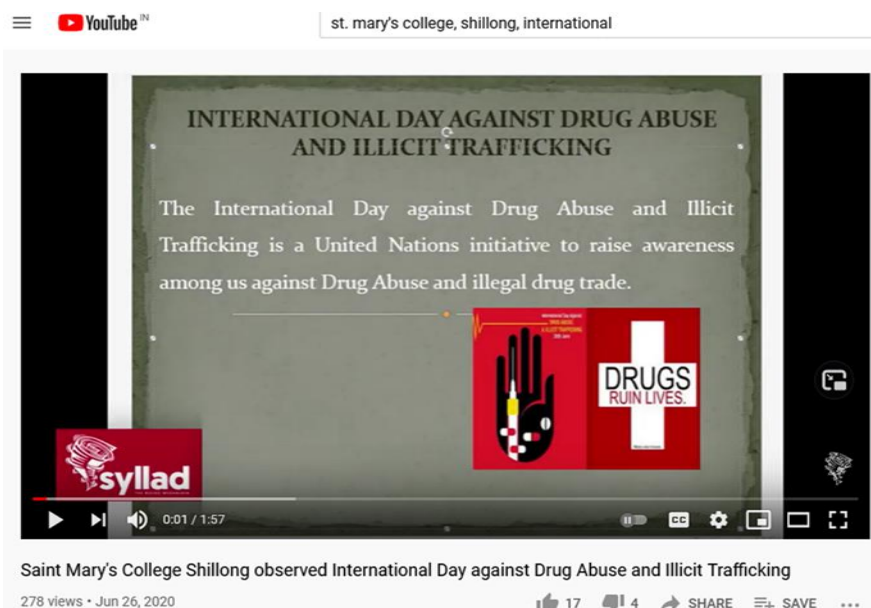 YouTube IN
st. mary's college, shillong, international
INTERNATIONAL DAY AGAINST DRUG ABUSE
AND ILLICIT TRAFFICKING
The International Day against Drug Abuse and Illicit
Trafficking is a United Nations initiative to raise awareness
among us against Drug Abuse and illegal drug trade.
DRUGS
RUIN LIVES.
syllad
0:01 / 1:57
CC
Saint Mary's College Shillong observed International Day against Drug Abuse and Illicit Trafficking
278 views • Jun 26, 2020
17 4 SHARE SAVE